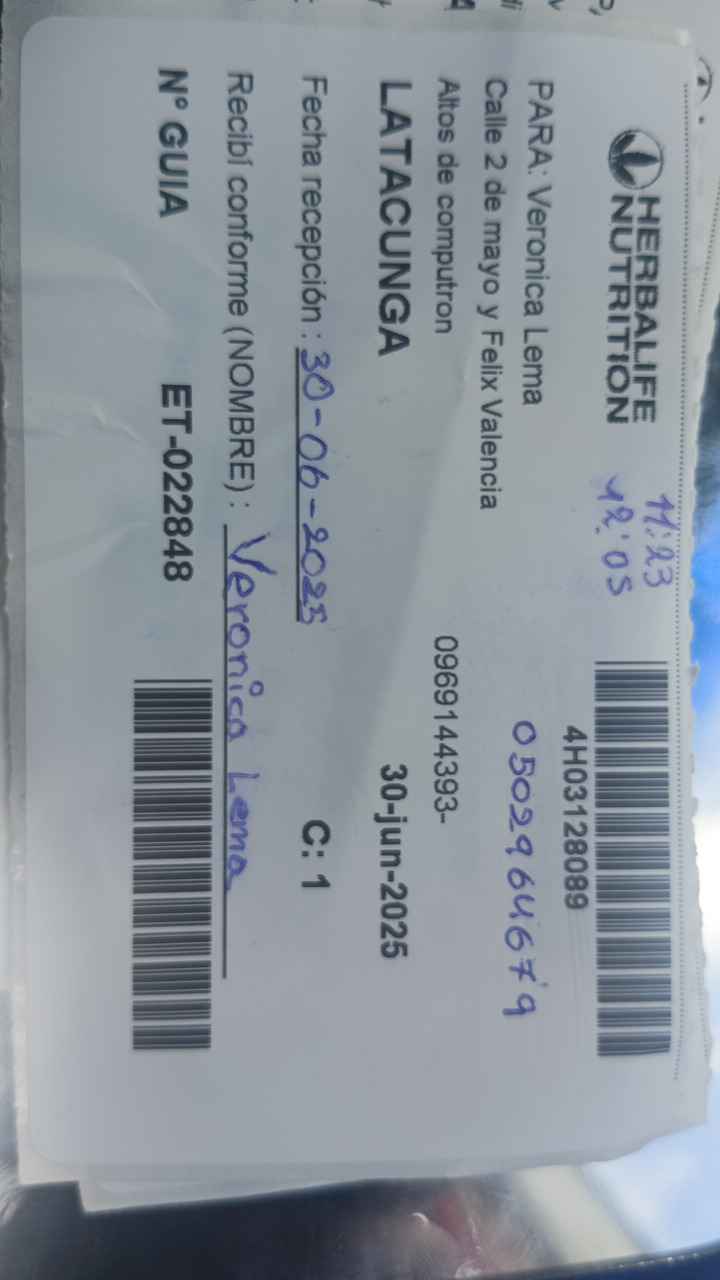 HERBALIFE
NUTRITION
11:23
12:05
4H03128089
PARA: Veronica Lema
0502964679
Calle 2 de mayo y Felix Valencia
Altos de computron 0969144393-
LATACUNGA 30-jun-2025
Fecha recepción : 30-06-2025 C: 1
Recibí conforme (NOMBRE) : Veronica Lema
N° GUIA ET-022848